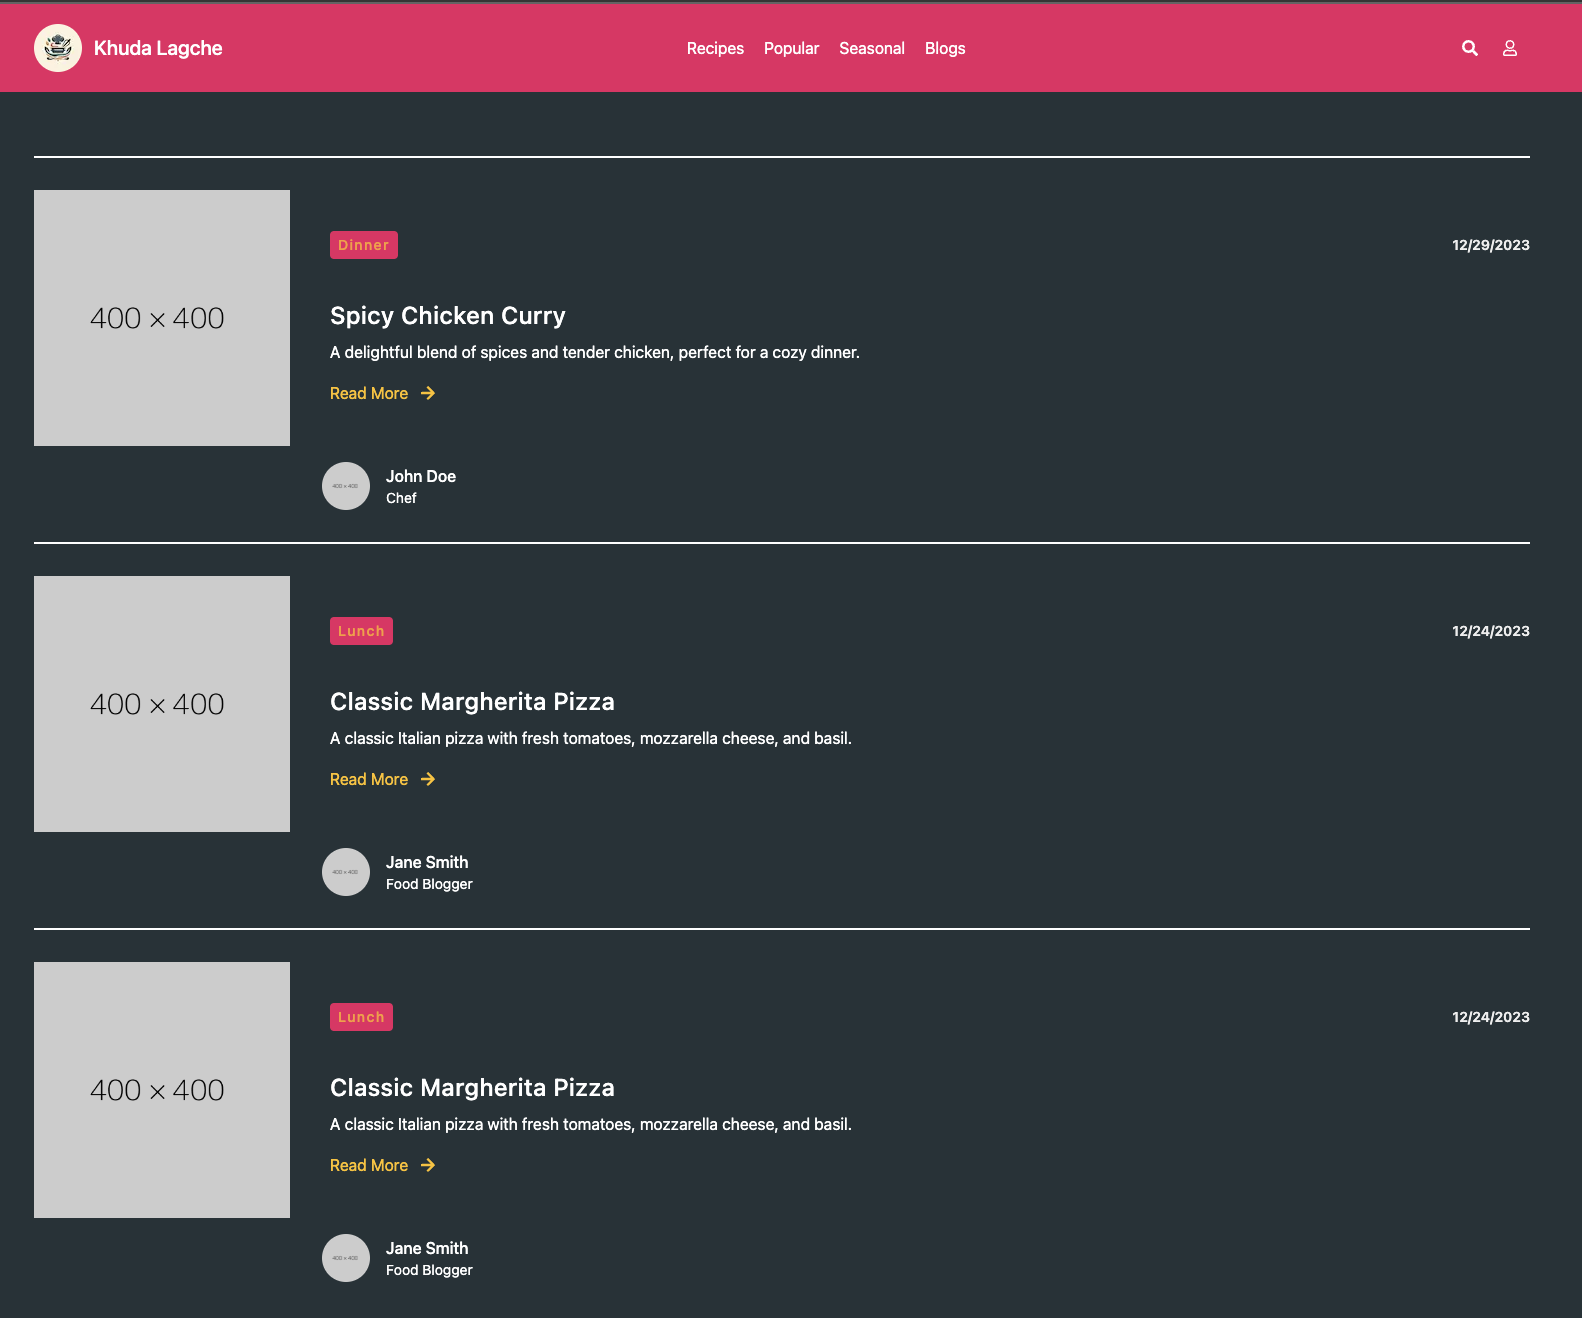 Khuda Lagche
Recipes Popular Seasonal Blogs
400 × 400
Dinner
12/29/2023
Spicy Chicken Curry
A delightful blend of spices and tender chicken, perfect for a cozy dinner.
Read More
400 × 400
John Doe
Chef
400 × 400
Lunch
12/24/2023
Classic Margherita Pizza
A classic Italian pizza with fresh tomatoes, mozzarella cheese, and basil.
Read More
400 × 400
Jane Smith
Food Blogger
400 × 400
Lunch
12/24/2023
Classic Margherita Pizza
A classic Italian pizza with fresh tomatoes, mozzarella cheese, and basil.
Read More
400 × 400
Jane Smith
Food Blogger